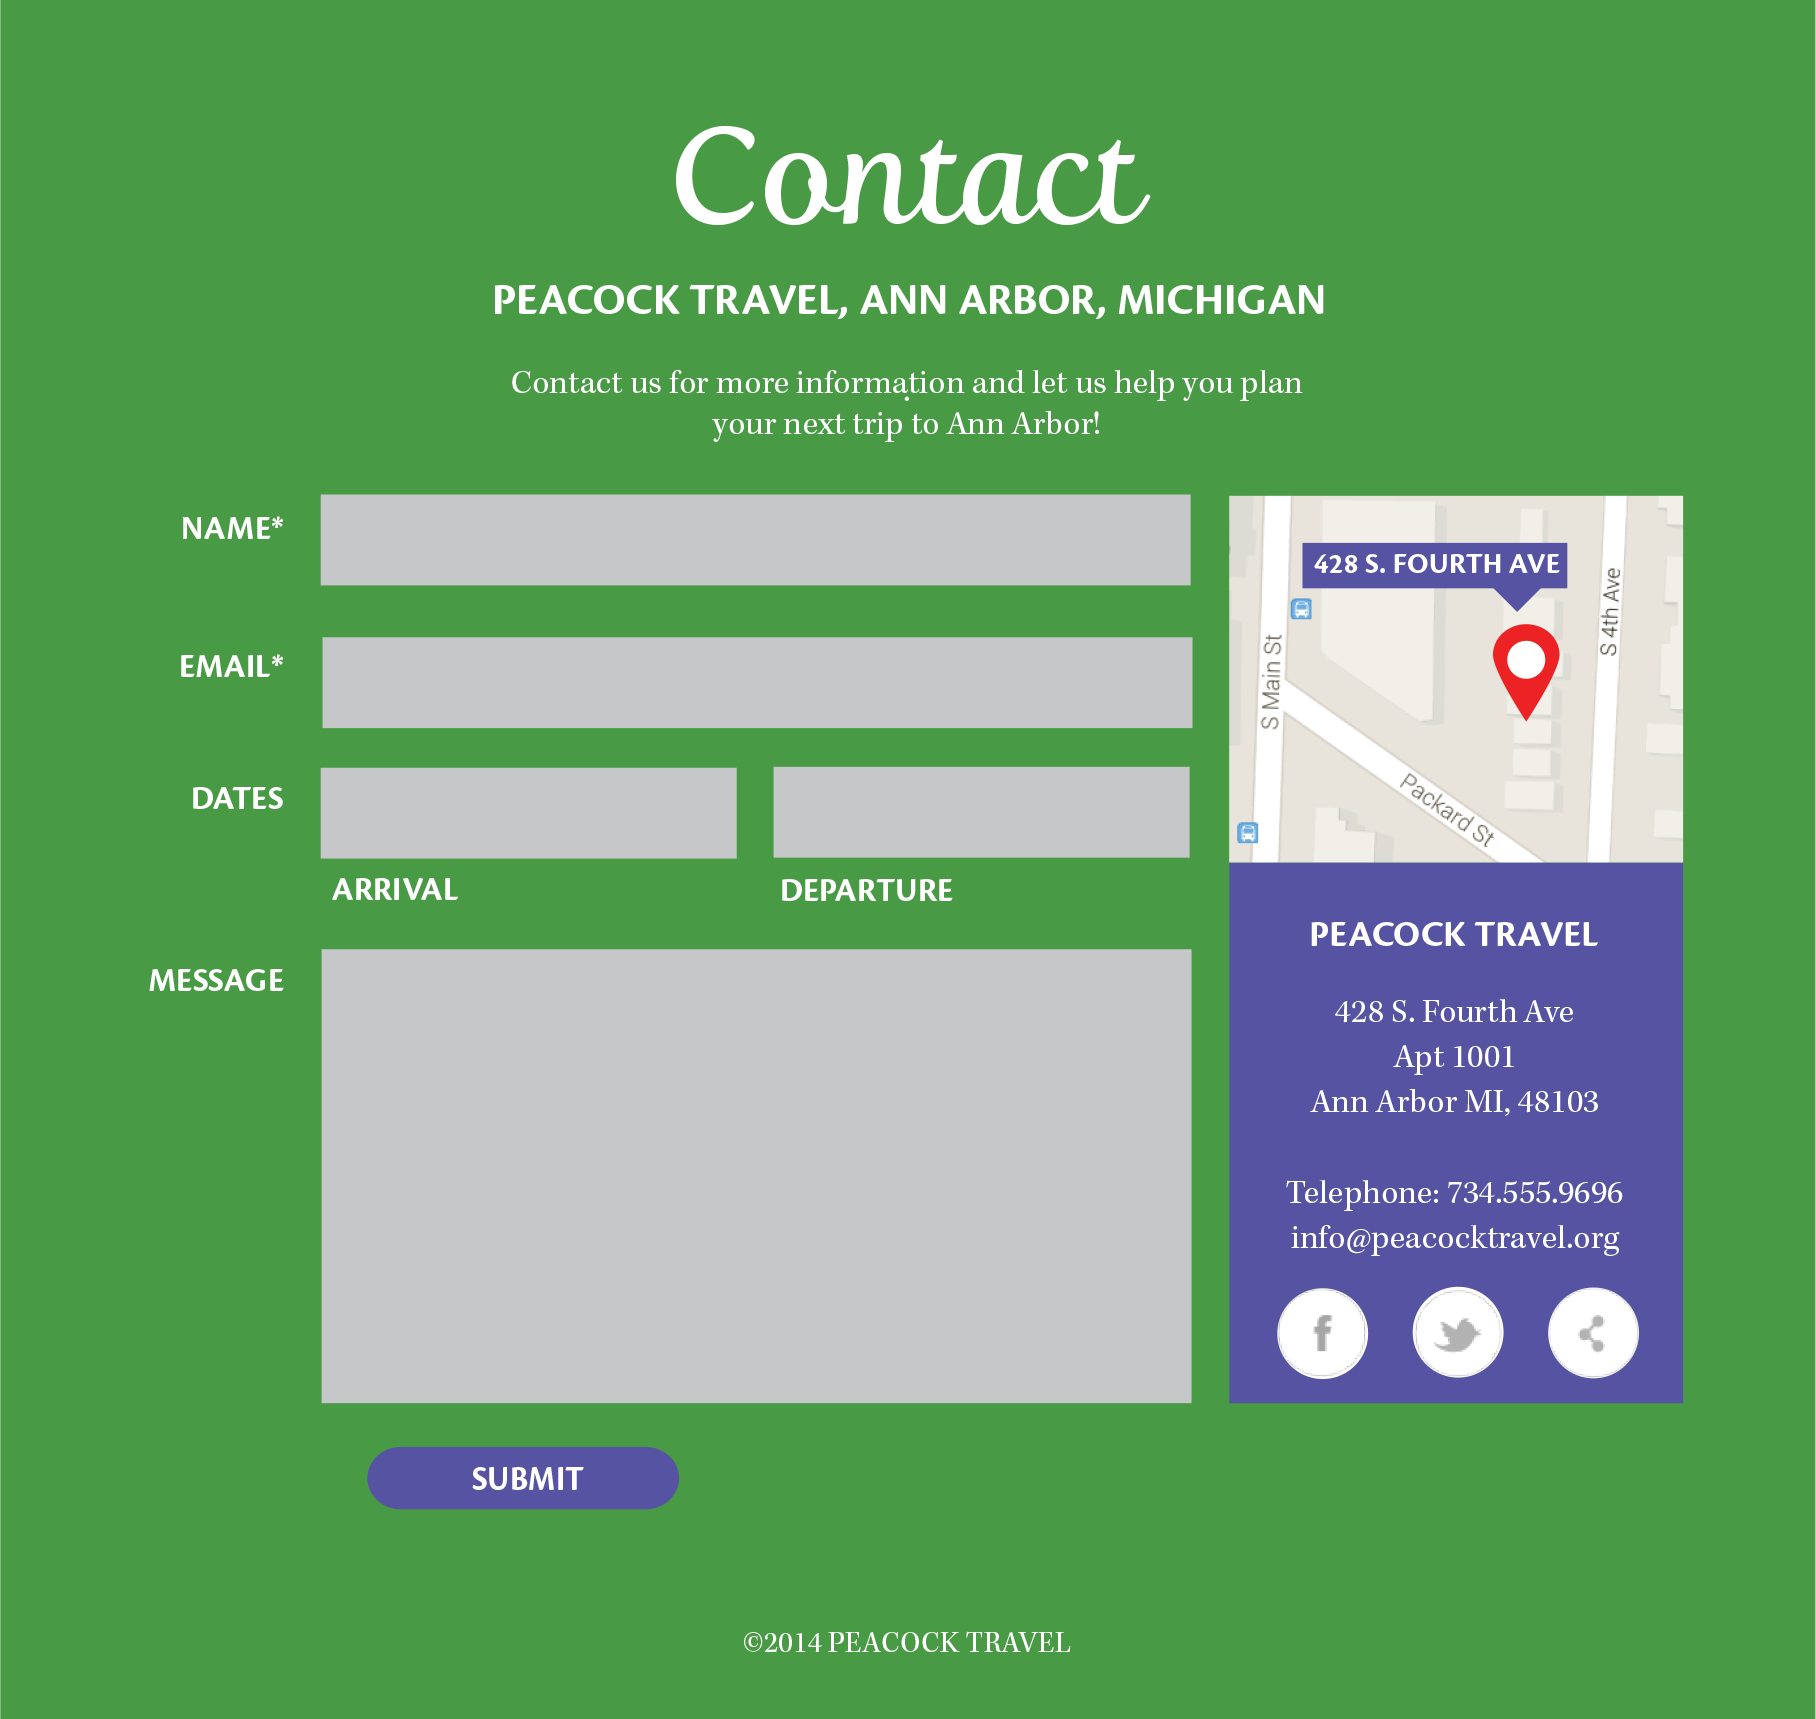 Contact
PEACOCK TRAVEL, ANN ARBOR, MICHIGAN
Contact us for more information and let us help you plan
your next trip to Ann Arbor!
NAME*
EMAIL*
DATES
ARRIVAL
DEPARTURE
MESSAGE
SUBMIT
428 S. FOURTH AVE
S Main St
S 4th Ave
Packard St
PEACOCK TRAVEL
428 S. Fourth Ave
Apt 1001
Ann Arbor MI, 48103
Telephone: 734.555.9696
info@peacocktravel.org
f
©2014 PEACOCK TRAVEL